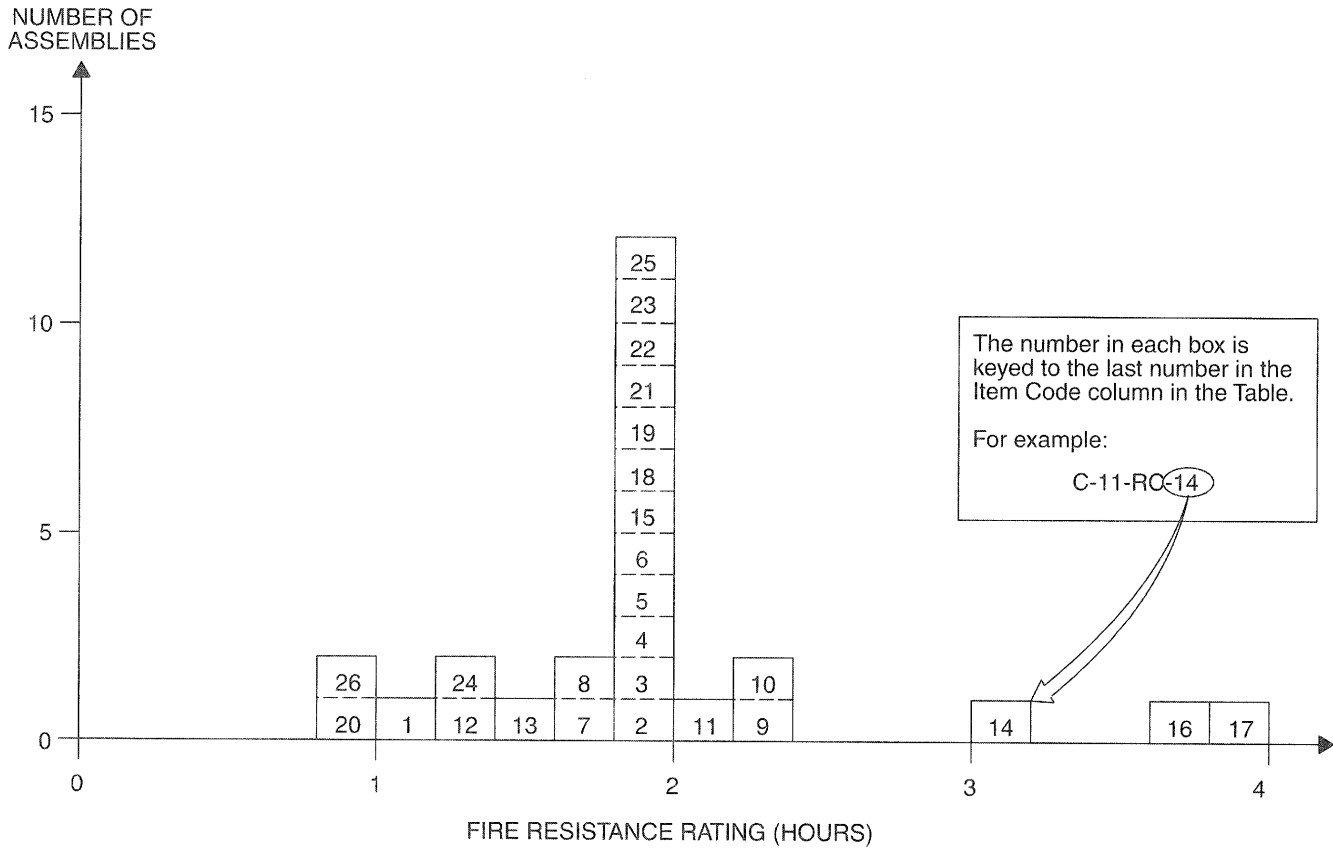 NUMBER OF
ASSEMBLIES
15
10
5
0
25
23
22
21
19
18
15
6
5
4
26 24 8 3 10
20 1 12 13 7 2 11 9 14 16 17
The number in each box is
keyed to the last number in the
Item Code column in the Table.
For example:
C-11-RC-14
0 1 2 3 4
FIRE RESISTANCE RATING (HOURS)